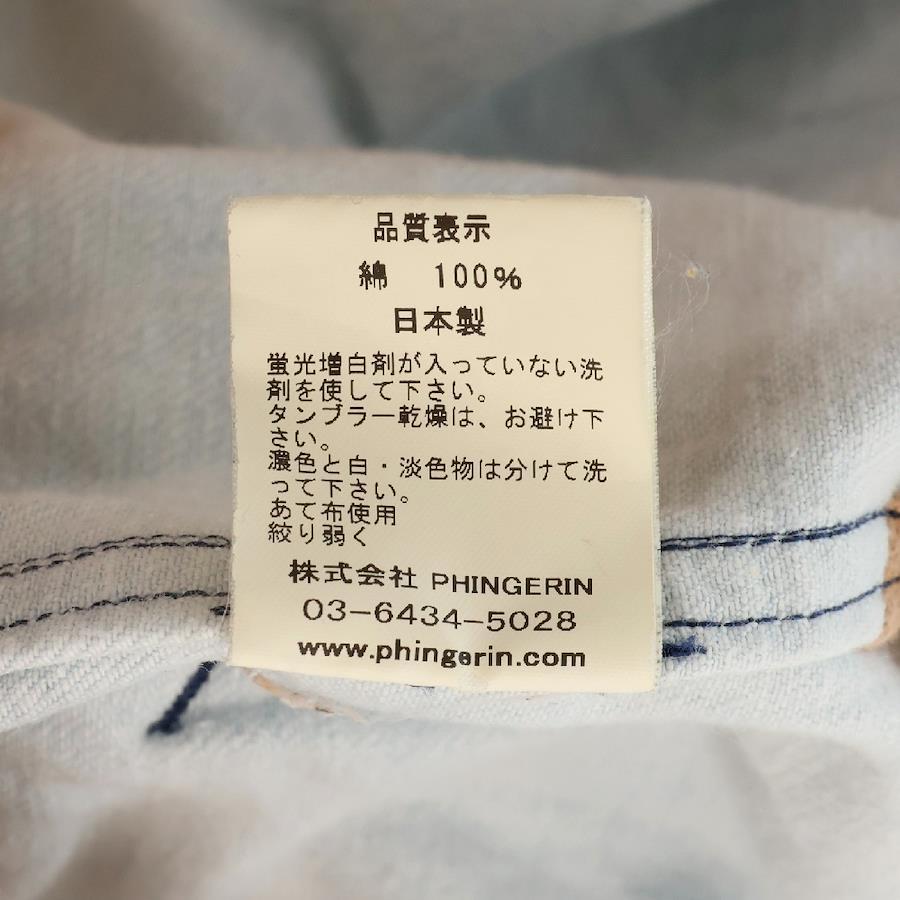 品質表示
綿 100%
日本製
蛍光増白剤が入っていない洗
剤を使して下さい。
タンブラー乾燥は、お避け下
さい。
濃色と白・淡色物は分けて洗
って下さい。
あて布使用
絞り弱く
株式会社 PHINGERIN
03-6434-5028
www.phingerin.com